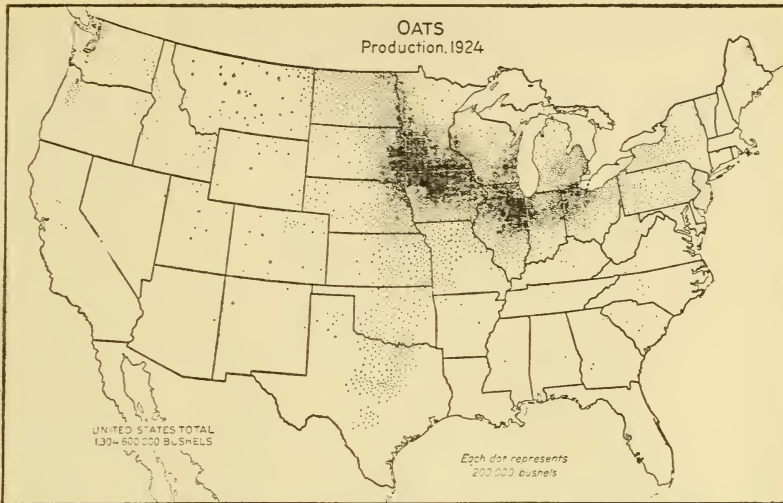 OATS
Production, 1924
UNITED STATES TOTAL
1,304,600,000 BUSHELS
Each dot represents
200,000 bushels